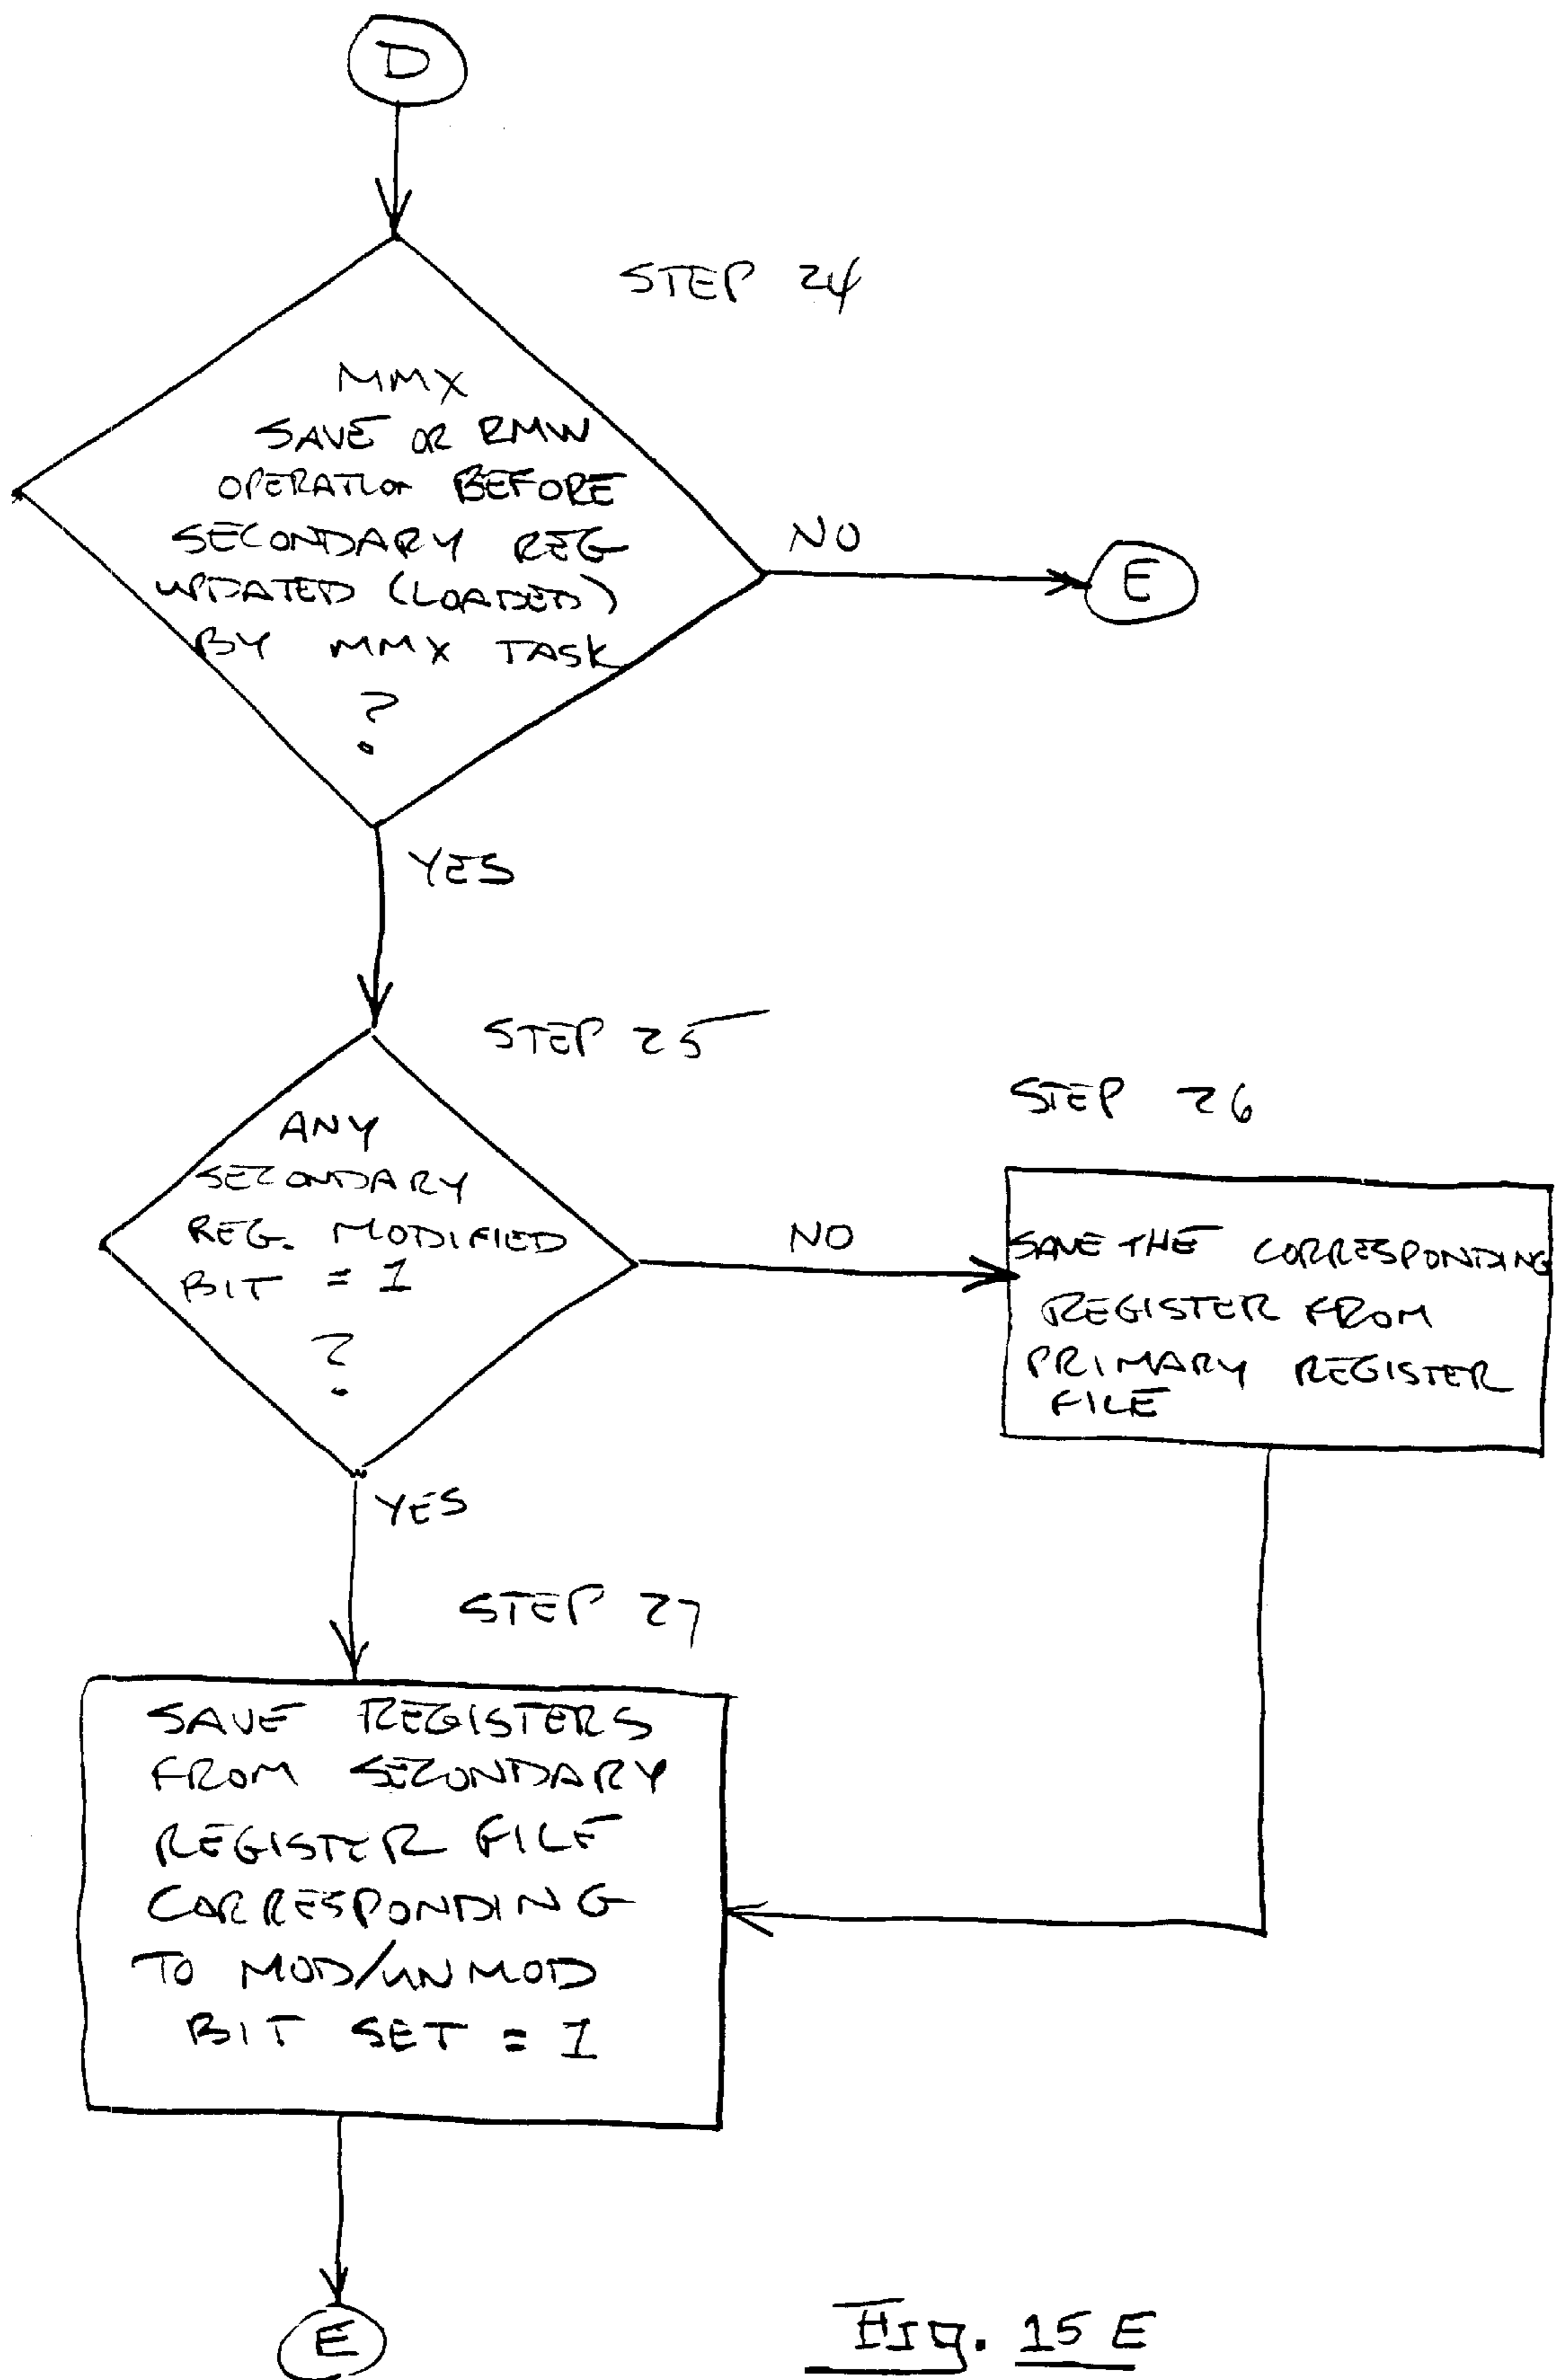 D
STEP 24
MMX
SAVE OR RMW
OPERATION BEFORE
SECONDARY REG
UPDATED (LOADED)
BY MMX TASK
?
NO
E
YES
STEP 25
ANY
SECONDARY
REG. MODIFIED
BIT = 1
?
NO
STEP 26
SAVE THE CORRESPONDING
REGISTER FROM
PRIMARY REGISTER
FILE
YES
STEP 27
SAVE REGISTERS
FROM SECONDARY
REGISTER FILE
CORRESPONDING
TO MOD/UNMOD
BIT SET = 1
E
Fig. 15 E